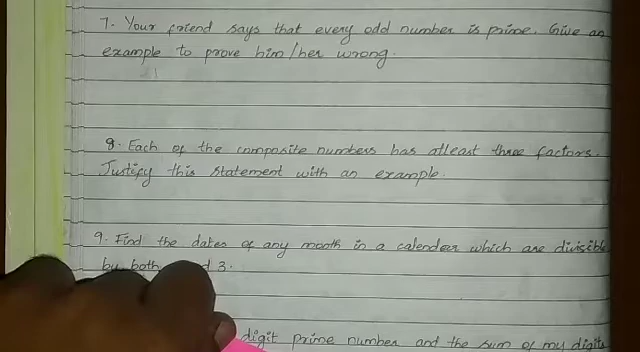 7. Your friend says that every odd number is prime. Give an
example to prove him/her wrong.
8. Each of the composite numbers has atleast three factors.
Justify this statement with an example.
9. Find the dates of any month in a calendar which are divisible
by both d 3.
digit prime number and the sum of my digits